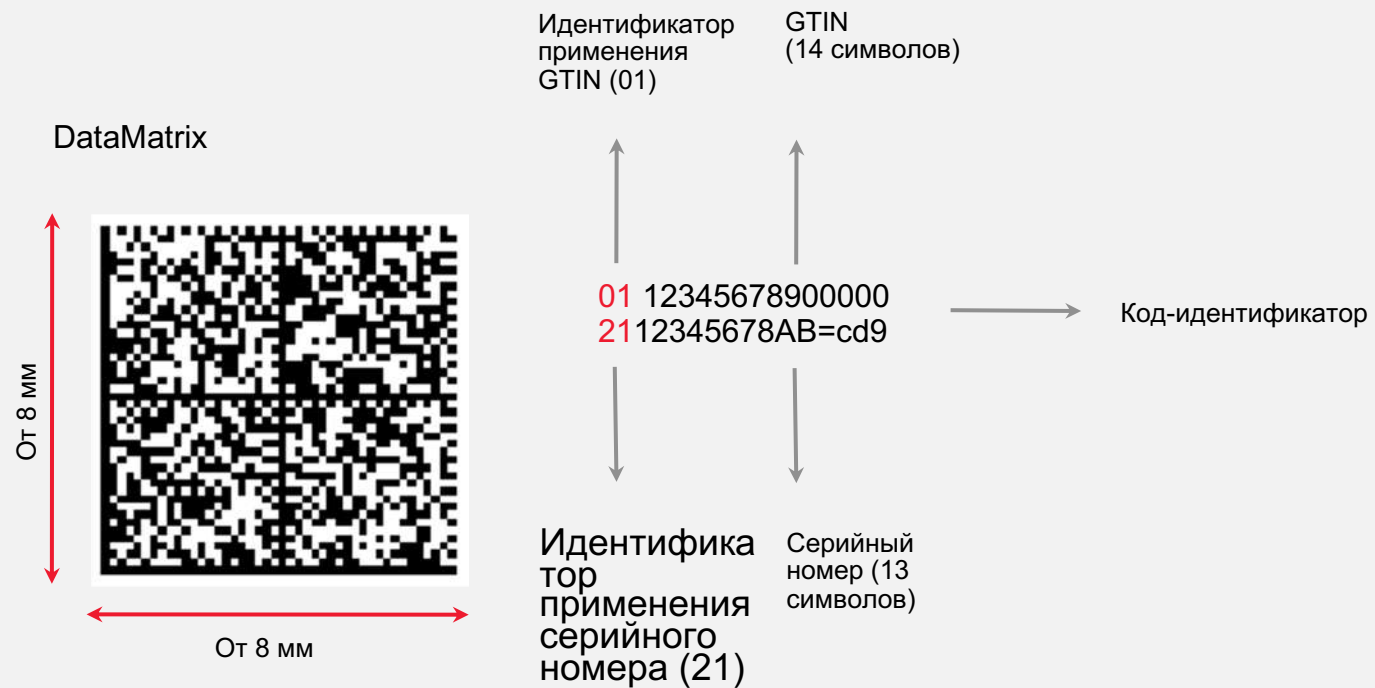 Идентификатор
применения
GTIN (01)
GTIN
(14 символов)
DataMatrix
От 8 мм
От 8 мм
01 12345678900000
2112345678AB=cd9
Код-идентификатор
Идентифика
тор
применения
серийного
номера (21)
Серийный
номер (13
символов)